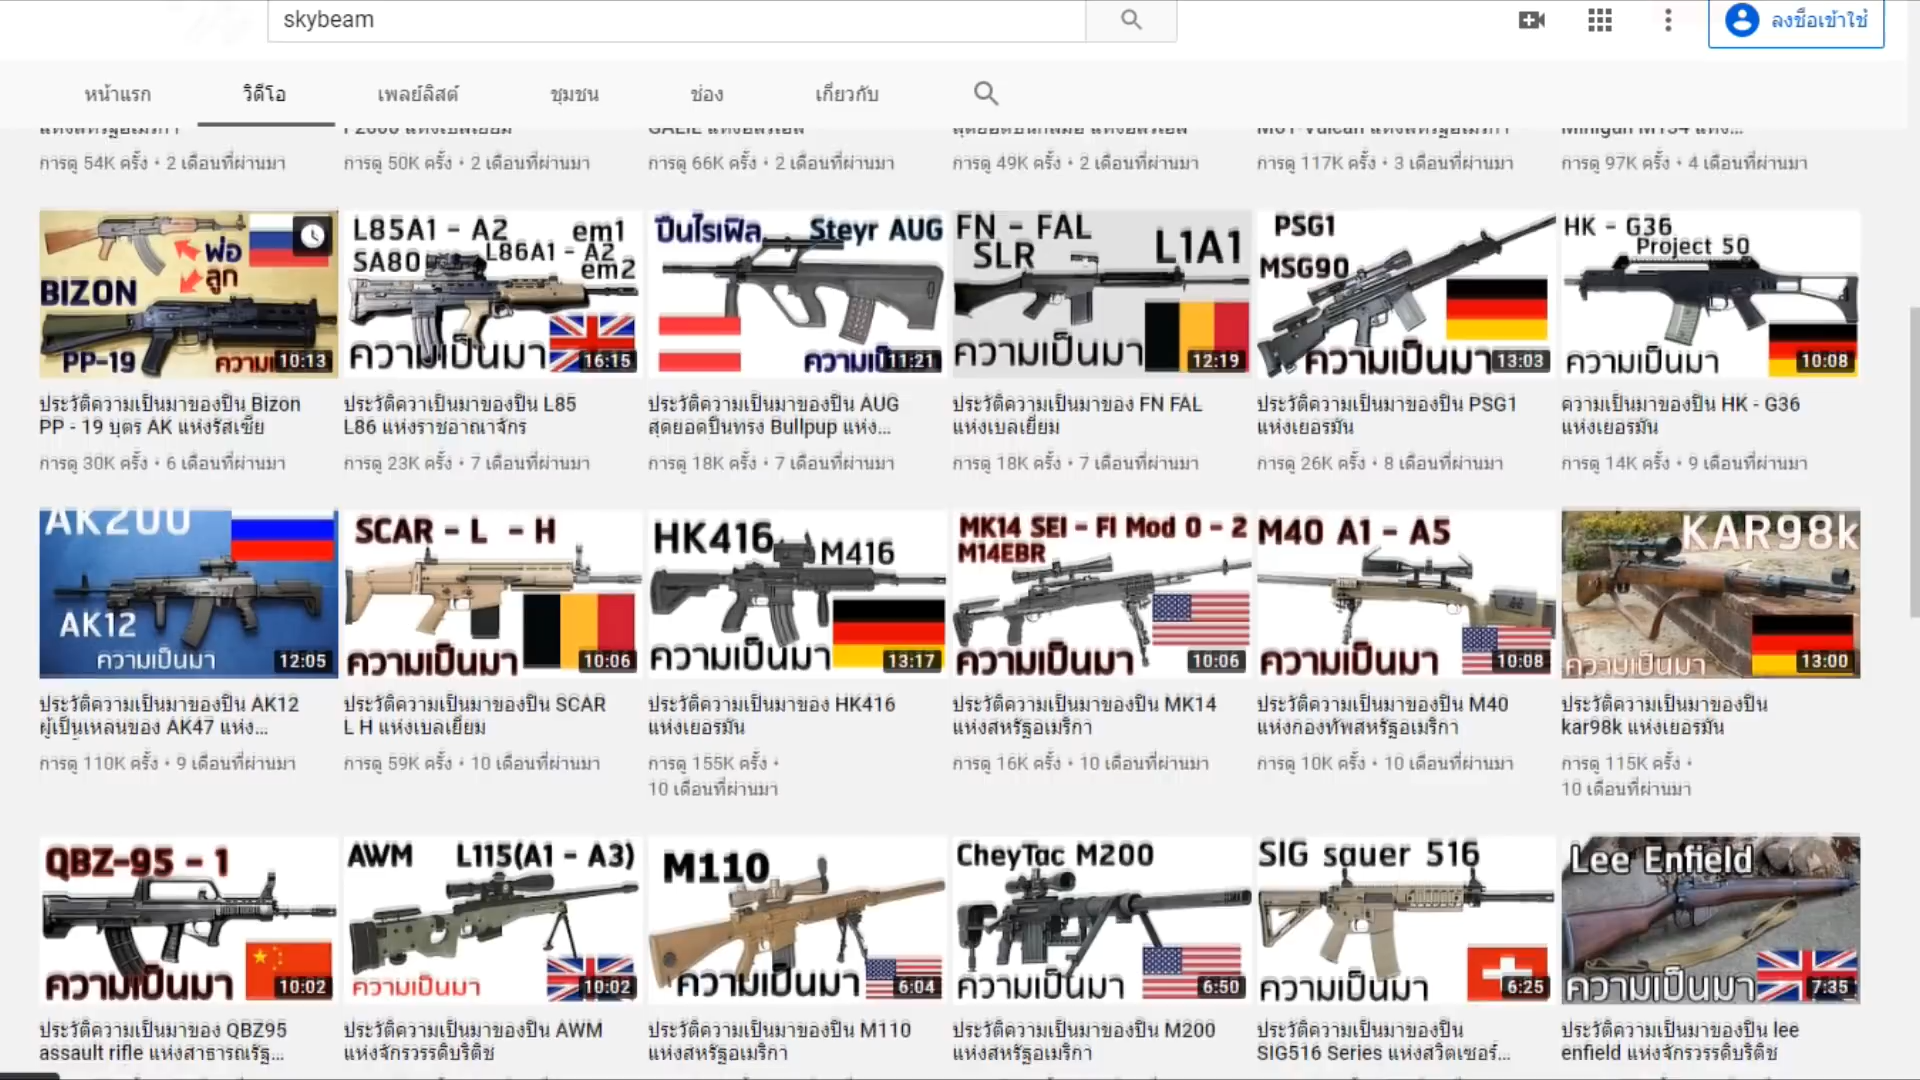 skybeam
ลงชื่อเข้าใช้
หน้าแรก
วิดีโอ
เพลย์ลิสต์
ชุมชน
ช่อง
เกี่ยวกับ
การดู 54K ครั้ง • 2 เดือนที่ผ่านมา
การดู 50K ครั้ง • 2 เดือนที่ผ่านมา
การดู 66K ครั้ง • 2 เดือนที่ผ่านมา
การดู 49K ครั้ง • 2 เดือนที่ผ่านมา
การดู 117K ครั้ง • 3 เดือนที่ผ่านมา
การดู 97K ครั้ง • 4 เดือนที่ผ่านมา
พ่อ
ลูก
BIZON
PP-19
10:13
ประวัติความเป็นมาของปืน Bizon
PP - 19 บุตร AK แห่งรัสเซีย
การดู 30K ครั้ง • 6 เดือนที่ผ่านมา
L85A1 - A2 em1
SA80 L86A1 - A2
em2
ความเป็นมา
16:15
ประวัติควาเป็นมาของปืน L85
L86 แห่งราชอาณาจักร
การดู 23K ครั้ง • 7 เดือนที่ผ่านมา
ปืนไรเฟิล Steyr AUG
11:21
ประวัติความเป็นมาของปืน AUG
สุดยอดปืนทรง Bullpup แห่ง...
การดู 18K ครั้ง • 7 เดือนที่ผ่านมา
FN - FAL
SLR L1A1
ความเป็นมา
12:19
ประวัติความเป็นมาของ FN FAL
แห่งเบลเยี่ยม
การดู 18K ครั้ง • 7 เดือนที่ผ่านมา
PSG1
MSG90
ความเป็นมา
13:03
ประวัติความเป็นมาของปืน PSG1
แห่งเยอรมัน
การดู 26K ครั้ง • 8 เดือนที่ผ่านมา
HK - G36
Project 50
ความเป็นมา
10:08
ความเป็นมาของปืน HK - G36
แห่งเยอรมัน
การดู 14K ครั้ง • 9 เดือนที่ผ่านมา
AK200
AK12
ความเป็นมา
12:05
ประวัติความเป็นมาของปืน AK12
ผู้เป็นเหลนของ AK47 แห่ง...
การดู 110K ครั้ง • 9 เดือนที่ผ่านมา
SCAR - L - H
ความเป็นมา
10:06
ประวัติความเป็นมาของปืน SCAR
L H แห่งเบลเยี่ยม
การดู 59K ครั้ง • 10 เดือนที่ผ่านมา
HK416 M416
ความเป็นมา
13:17
ประวัติความเป็นมาของ HK416
แห่งเยอรมัน
การดู 155K ครั้ง •
10 เดือนที่ผ่านมา
MK14 SEI - FI Mod 0 - 2
M14EBR
ความเป็นมา
10:06
ประวัติความเป็นมาของปืน MK14
แห่งสหรัฐอเมริกา
การดู 16K ครั้ง • 10 เดือนที่ผ่านมา
M40 A1 - A5
ความเป็นมา
10:08
ประวัติความเป็นมาของปืน M40
แห่งกองทัพสหรัฐอเมริกา
การดู 10K ครั้ง • 10 เดือนที่ผ่านมา
KAR98k
ความเป็นมา
13:00
ประวัติความเป็นมาของปืน
kar98k แห่งเยอรมัน
การดู 115K ครั้ง •
10 เดือนที่ผ่านมา
QBZ-95 - 1
ความเป็นมา
10:02
ประวัติความเป็นมาของ QBZ95
assault rifle แห่งสาธารณรัฐ...
AWM L115(A1 - A3)
ความเป็นมา
10:02
ประวัติความเป็นมาของปืน AWM
แห่งจักรวรรดิบริติช
M110
ความเป็นมา
6:04
ประวัติความเป็นมาของปืน M110
แห่งสหรัฐอเมริกา
CheyTac M200
ความเป็นมา
6:50
ประวัติความเป็นมาของปืน M200
แห่งสหรัฐอเมริกา
SIG sauer 516
ความเป็นมา
6:25
ประวัติความเป็นมาของปืน
SIG516 Series แห่งสวิตเซอร์...
Lee Enfield
ความเป็นมา
7:35
ประวัติความเป็นมาของปืน lee
enfield แห่งจักรวรรดิบริติช